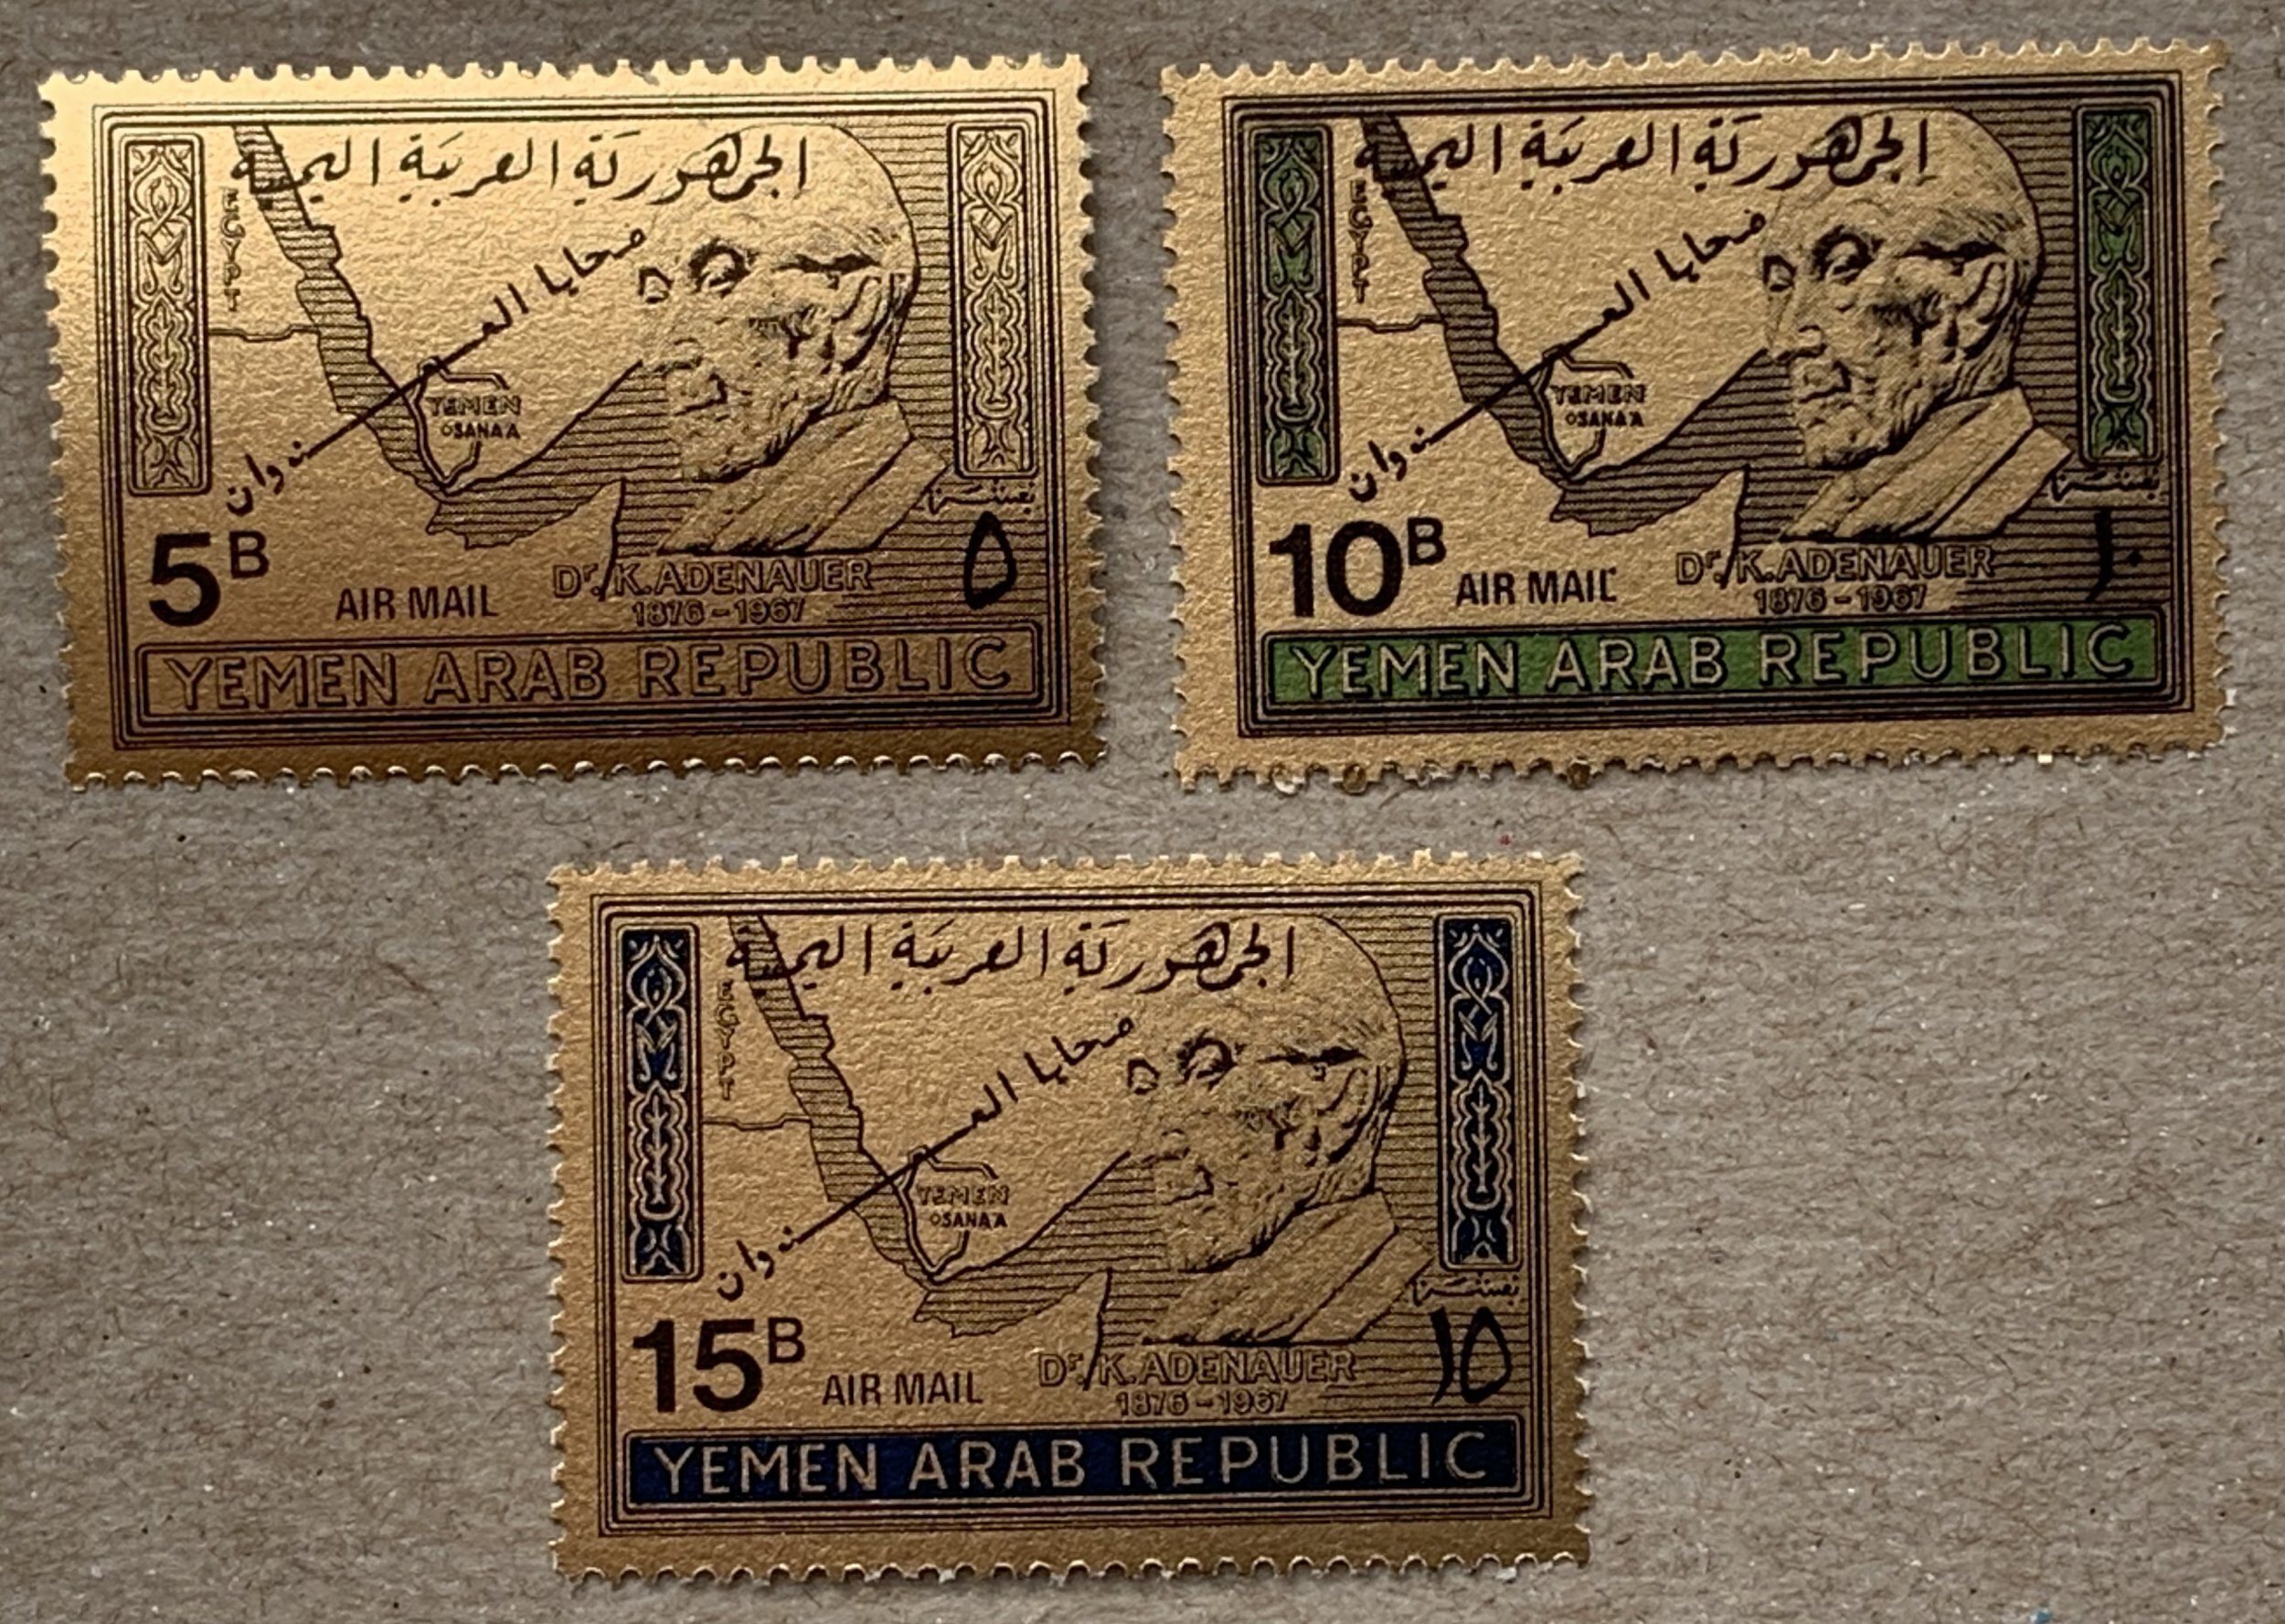 الجمهورية العربية اليمنية
EGYPT
ضحايا العدوان
YEMEN
SANAA
بقشة
5B
AIR MAIL
Dr. K. ADENAUER
1876-1967
٥
YEMEN ARAB REPUBLIC
الجمهورية العربية اليمنية
EGYPT
ضحايا العدوان
YEMEN
SANAA
بقشة
10B
AIR MAIL
Dr. K. ADENAUER
1876-1967
١٠
YEMEN ARAB REPUBLIC
الجمهورية العربية اليمنية
EGYPT
ضحايا العدوان
YEMEN
SANAA
بقشة
15B
AIR MAIL
Dr. K. ADENAUER
1876-1967
١٥
YEMEN ARAB REPUBLIC